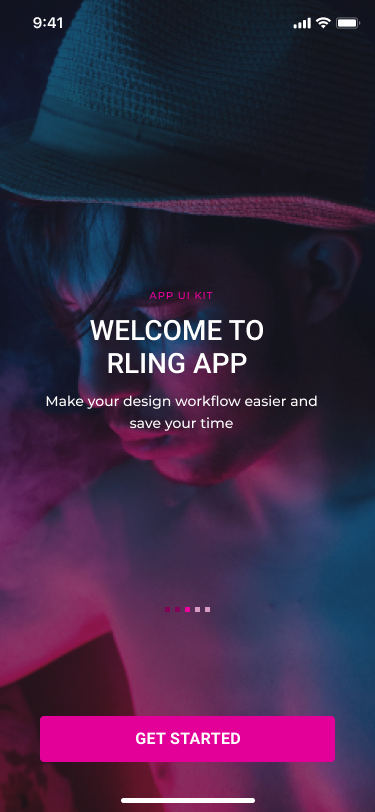 9:41
APP UI KIT
WELCOME TO
RLING APP
Make your design workflow easier and
save your time
GET STARTED